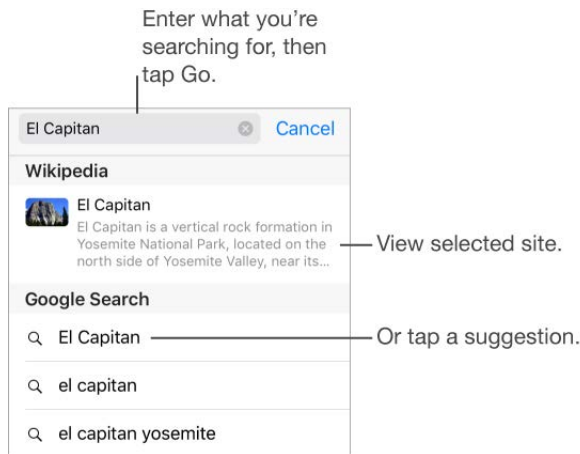 Enter what you're
searching for, then
tap Go.
El Capitan
Cancel
Wikipedia
El Capitan
El Capitan is a vertical rock formation in
Yosemite National Park, located on the
north side of Yosemite Valley, near its...
View selected site.
Google Search
El Capitan
Or tap a suggestion.
el capitan
el capitan yosemite